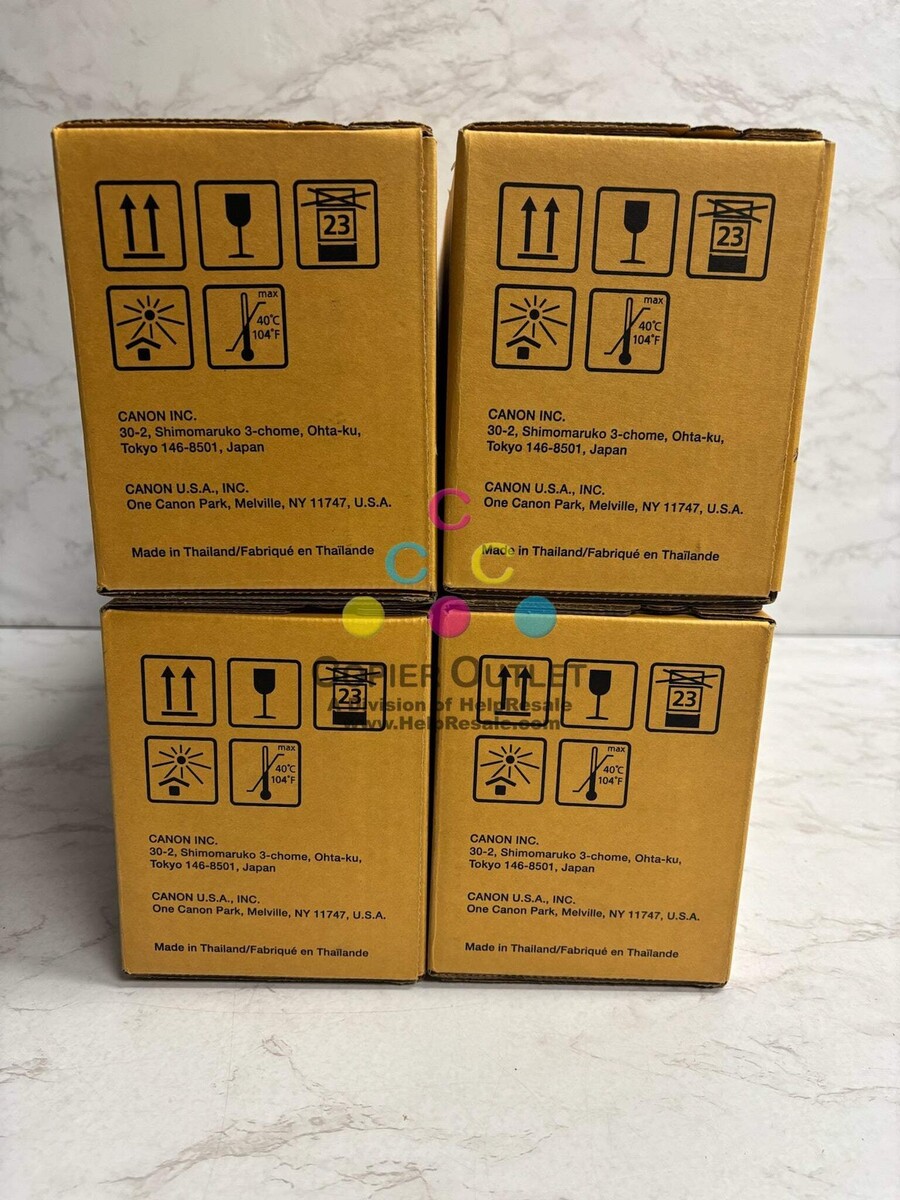 23
max
40°C
104°F
CANON INC.
30-2, Shimomaruko 3-chome, Ohta-ku,
Tokyo 146-8501, Japan
CANON U.S.A., INC.
One Canon Park, Melville, NY 11747, U.S.A.
Made in Thailand/Fabriqué en Thaïlande
23
max
40°C
104°F
CANON INC.
30-2, Shimomaruko 3-chome, Ohta-ku,
Tokyo 146-8501, Japan
CANON U.S.A., INC.
One Canon Park, Melville, NY 11747, U.S.A.
Made in Thailand/Fabriqué en Thaïlande
C
C C
COPIER OUTLET
A Division of HelpResale
www.HelpResale.com
23
max
40°C
104°F
CANON INC.
30-2, Shimomaruko 3-chome, Ohta-ku,
Tokyo 146-8501, Japan
CANON U.S.A., INC.
One Canon Park, Melville, NY 11747, U.S.A.
Made in Thailand/Fabriqué en Thaïlande
23
max
40°C
104°F
CANON INC.
30-2, Shimomaruko 3-chome, Ohta-ku,
Tokyo 146-8501, Japan
CANON U.S.A., INC.
One Canon Park, Melville, NY 11747, U.S.A.
Made in Thailand/Fabriqué en Thaïlande